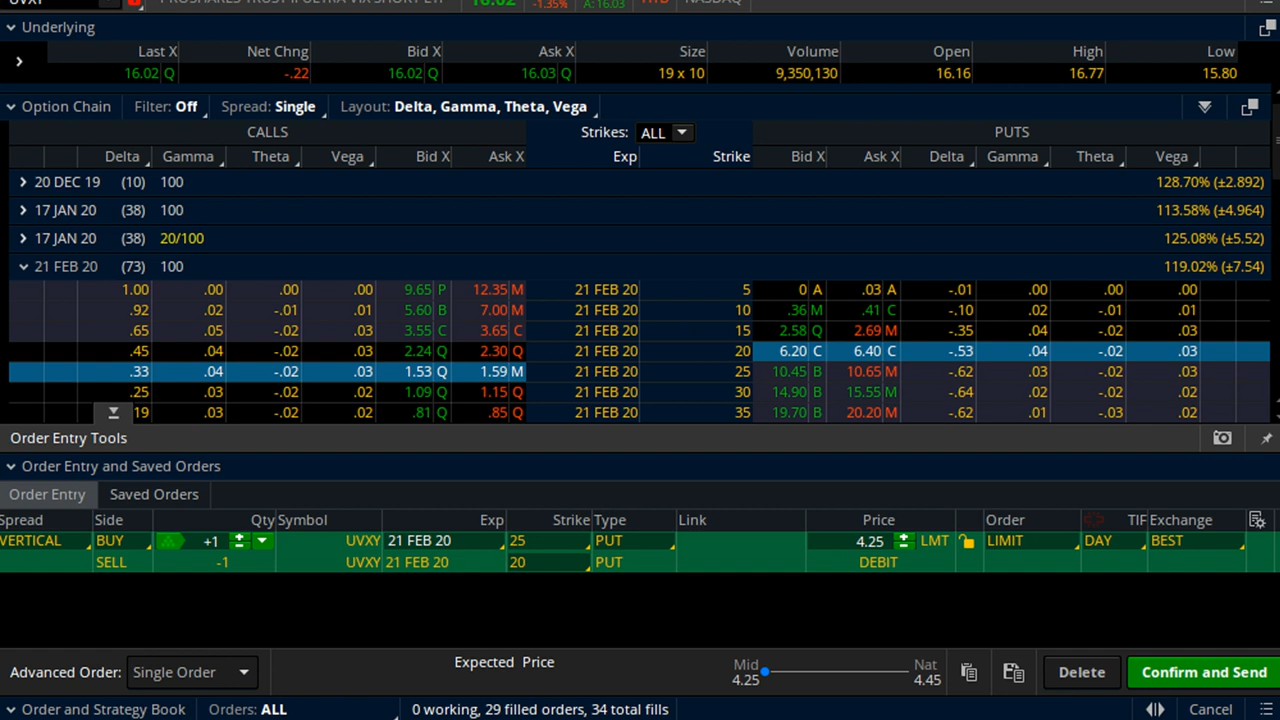 16.02 -1.35% A: 16.03 NASDAQ
Underlying
Last X Net Chng Bid X Ask X Size Volume Open High Low
16.02 Q -.22 16.02 Q 16.03 Q 19 x 10 9,350,130 16.16 16.77 15.80
Option Chain Filter: Off Spread: Single Layout: Delta, Gamma, Theta, Vega
CALLS Strikes: ALL PUTS
Delta Gamma Theta Vega Bid X Ask X Exp Strike Bid X Ask X Delta Gamma Theta Vega
20 DEC 19 (10) 100 128.70% (±2.892)
17 JAN 20 (38) 100 113.58% (±4.964)
17 JAN 20 (38) 20/100 125.08% (±5.52)
21 FEB 20 (73) 100 119.02% (±7.54)
1.00 .00 .00 .00 9.65 P 12.35 M 21 FEB 20 5 0 A .03 A -.01 .00 .00 .00
.92 .02 -.01 .01 5.60 B 7.00 M 21 FEB 20 10 .36 M .41 C -.10 .02 -.01 .01
.65 .05 -.02 .03 3.55 C 3.65 C 21 FEB 20 15 2.58 Q 2.69 M -.35 .04 -.02 .03
.45 .04 -.02 .03 2.24 Q 2.30 Q 21 FEB 20 20 6.20 C 6.40 C -.53 .04 -.02 .03
.33 .04 -.02 .03 1.53 Q 1.59 M 21 FEB 20 25 10.45 B 10.65 M -.62 .03 -.02 .03
.25 .03 -.02 .02 1.09 Q 1.15 Q 21 FEB 20 30 14.90 B 15.55 M -.64 .02 -.02 .02
19 .03 -.02 .02 .81 Q .85 Q 21 FEB 20 35 19.70 B 20.20 M -.62 .01 -.03 .02
Order Entry Tools
Order Entry and Saved Orders
Order Entry Saved Orders
Spread Side Qty Symbol Exp Strike Type Link Price Order TIF Exchange
VERTICAL BUY +1 UVXY 21 FEB 20 25 PUT 4.25 LMT LIMIT DAY BEST
SELL -1 UVXY 21 FEB 20 20 PUT DEBIT
Advanced Order: Single Order Expected Price Mid 4.25 Nat 4.45 Delete Confirm and Send
Order and Strategy Book Orders: ALL 0 working, 29 filled orders, 34 total fills Cancel